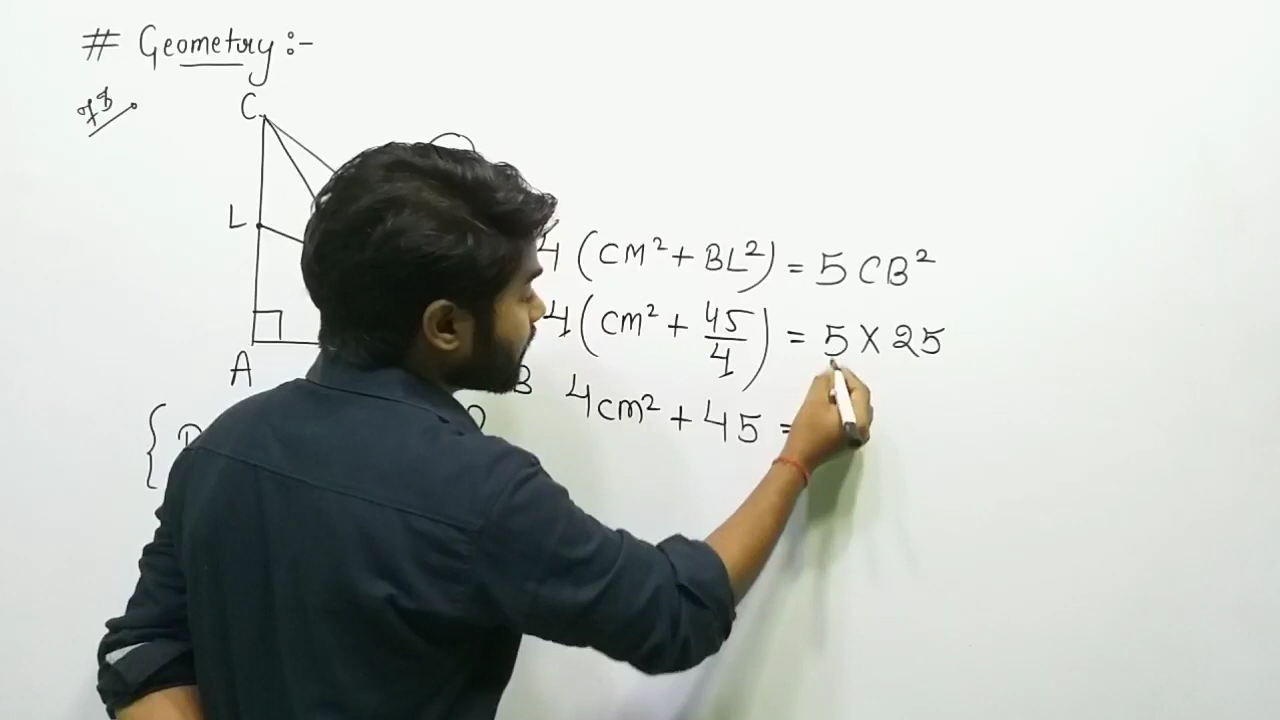 # Geometry :-
C
L
4 (CM² + BL²) = 5 CB²
4 (CM² + 45/4) = 5 X 25
A
B
4CM² + 45 =
{